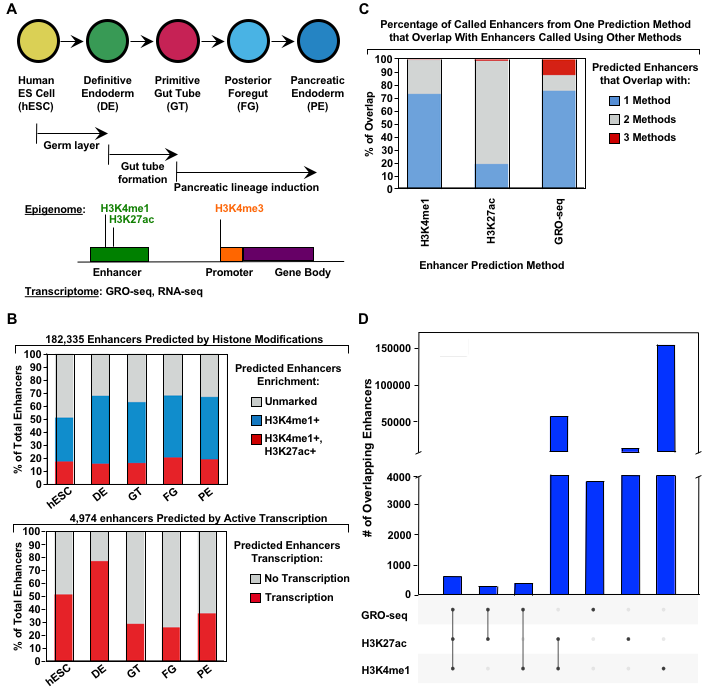 A
Human
ES Cell
(hESC)
Definitive
Endoderm
(DE)
Primitive
Gut Tube
(GT)
Posterior
Foregut
(FG)
Pancreatic
Endoderm
(PE)
Germ layer
Gut tube
formation
Pancreatic lineage induction
Epigenome:
H3K4me1
H3K27ac
H3K4me3
Enhancer
Promoter
Gene Body
Transcriptome: GRO-seq, RNA-seq
B
182,335 Enhancers Predicted by Histone Modifications
% of Total Enhancers
100
90
80
70
60
50
40
30
20
10
0
hESC
DE
GT
FG
PE
Predicted Enhancers
Enrichment:
Unmarked
H3K4me1+
H3K4me1+,
H3K27ac+
4,974 enhancers Predicted by Active Transcription
% of Total Enhancers
100
90
80
70
60
50
40
30
20
10
0
hESC
DE
GT
FG
PE
Predicted Enhancers
Transcription:
No Transcription
Transcription
C
Percentage of Called Enhancers from One Prediction Method
that Overlap With Enhancers Called Using Other Methods
% of Overlap
100
90
80
70
60
50
40
30
20
10
0
H3K4me1
H3K27ac
GRO-seq
Enhancer Prediction Method
Predicted Enhancers
that Overlap with:
1 Method
2 Methods
3 Methods
D
# of Overlapping Enhancers
150000
100000
50000
4000
3000
2000
1000
0
GRO-seq
H3K27ac
H3K4me1